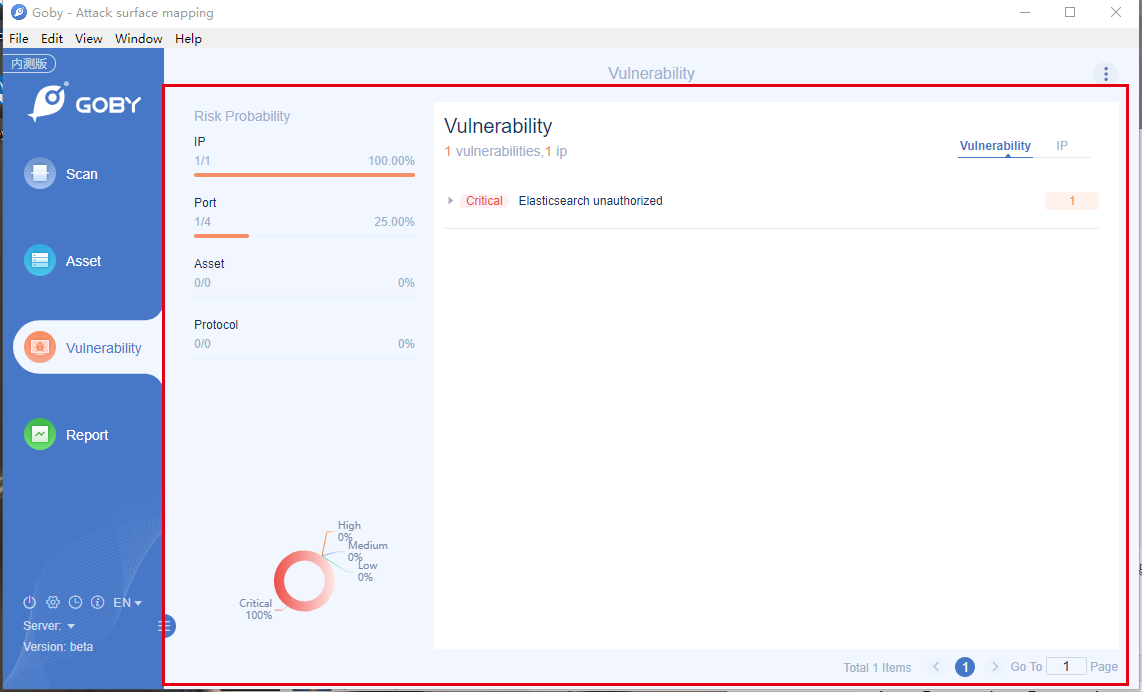 Goby - Attack surface mapping
File Edit View Window Help
内测版
GOBY
Scan
Asset
Vulnerability
Report
EN
Server:
Version: beta
Vulnerability
Risk Probability
IP
1/1 100.00%
Port
1/4 25.00%
Asset
0/0 0%
Protocol
0/0 0%
High
0%
Medium
0%
Low
0%
Critical
100%
Vulnerability
1 vulnerabilities,1 ip
Vulnerability IP
Critical Elasticsearch unauthorized 1
Total 1 Items < 1 > Go To 1 Page